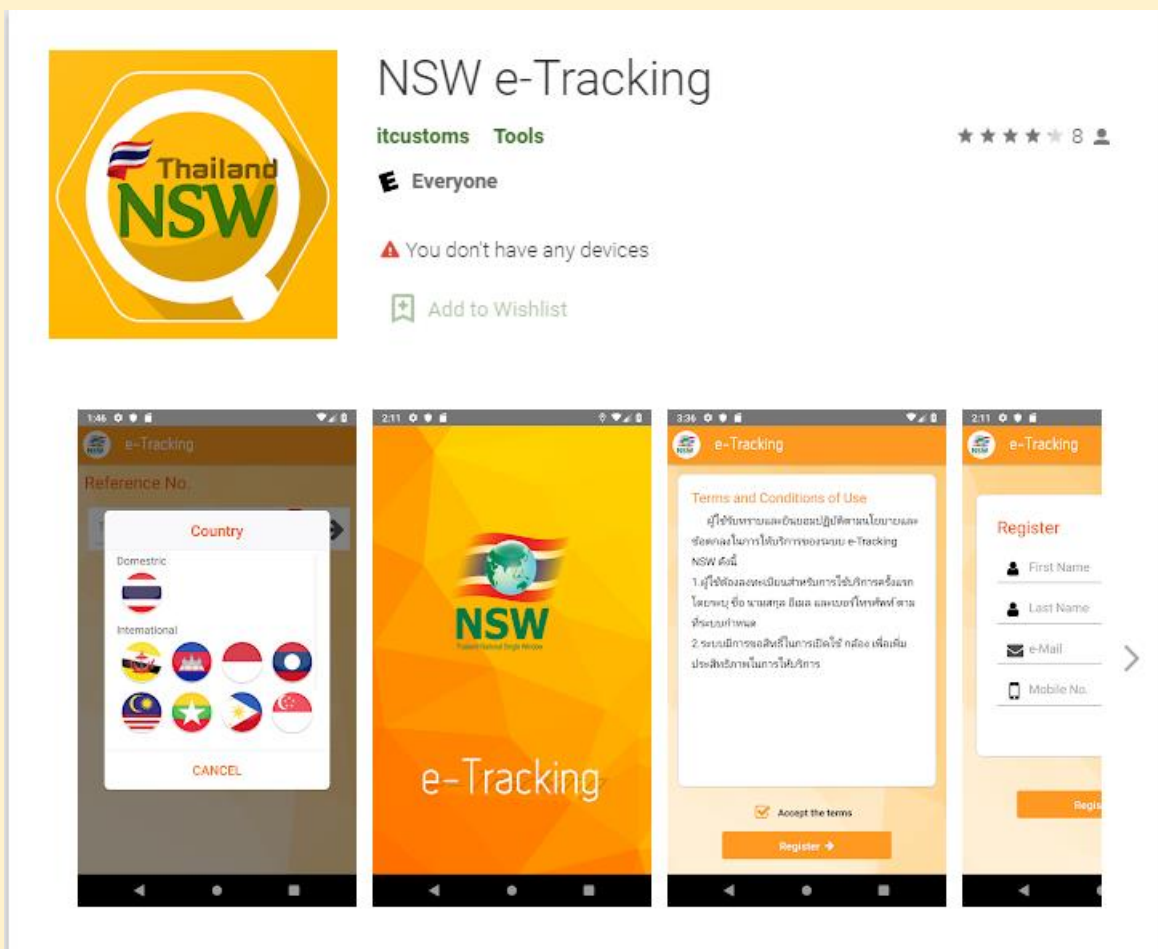 NSW e-Tracking
itcustoms Tools
8
E Everyone
You don't have any devices
Add to Wishlist
Thailand
NSW
1:46
e-Tracking
Reference No.
Country
Domestric
International
CANCEL
2:11
NSW
Thailand National Single Window
e-Tracking
3:36
NSW
e-Tracking
Terms and Conditions of Use
ผู้ใช้รับทราบและยินยอมปฏิบัติตามนโยบายและ
ข้อตกลงในการให้บริการของระบบ e-Tracking
NSW ดังนี้
1.ผู้ใช้ต้องลงทะเบียนสำหรับการใช้บริการครั้งแรก
โดยระบุ ชื่อ นามสกุล อีเมล และเบอร์โทรศัพท์ ตาม
ที่ระบบกำหนด
2.ระบบมีการขอสิทธิ์ในการเปิดใช้ กล้อง เพื่อเพิ่ม
ประสิทธิภาพในการให้บริการ
Accept the terms
Register
2:11
NSW
e-Tracking
Register
First Name
Last Name
e-Mail
Mobile No.
Regis